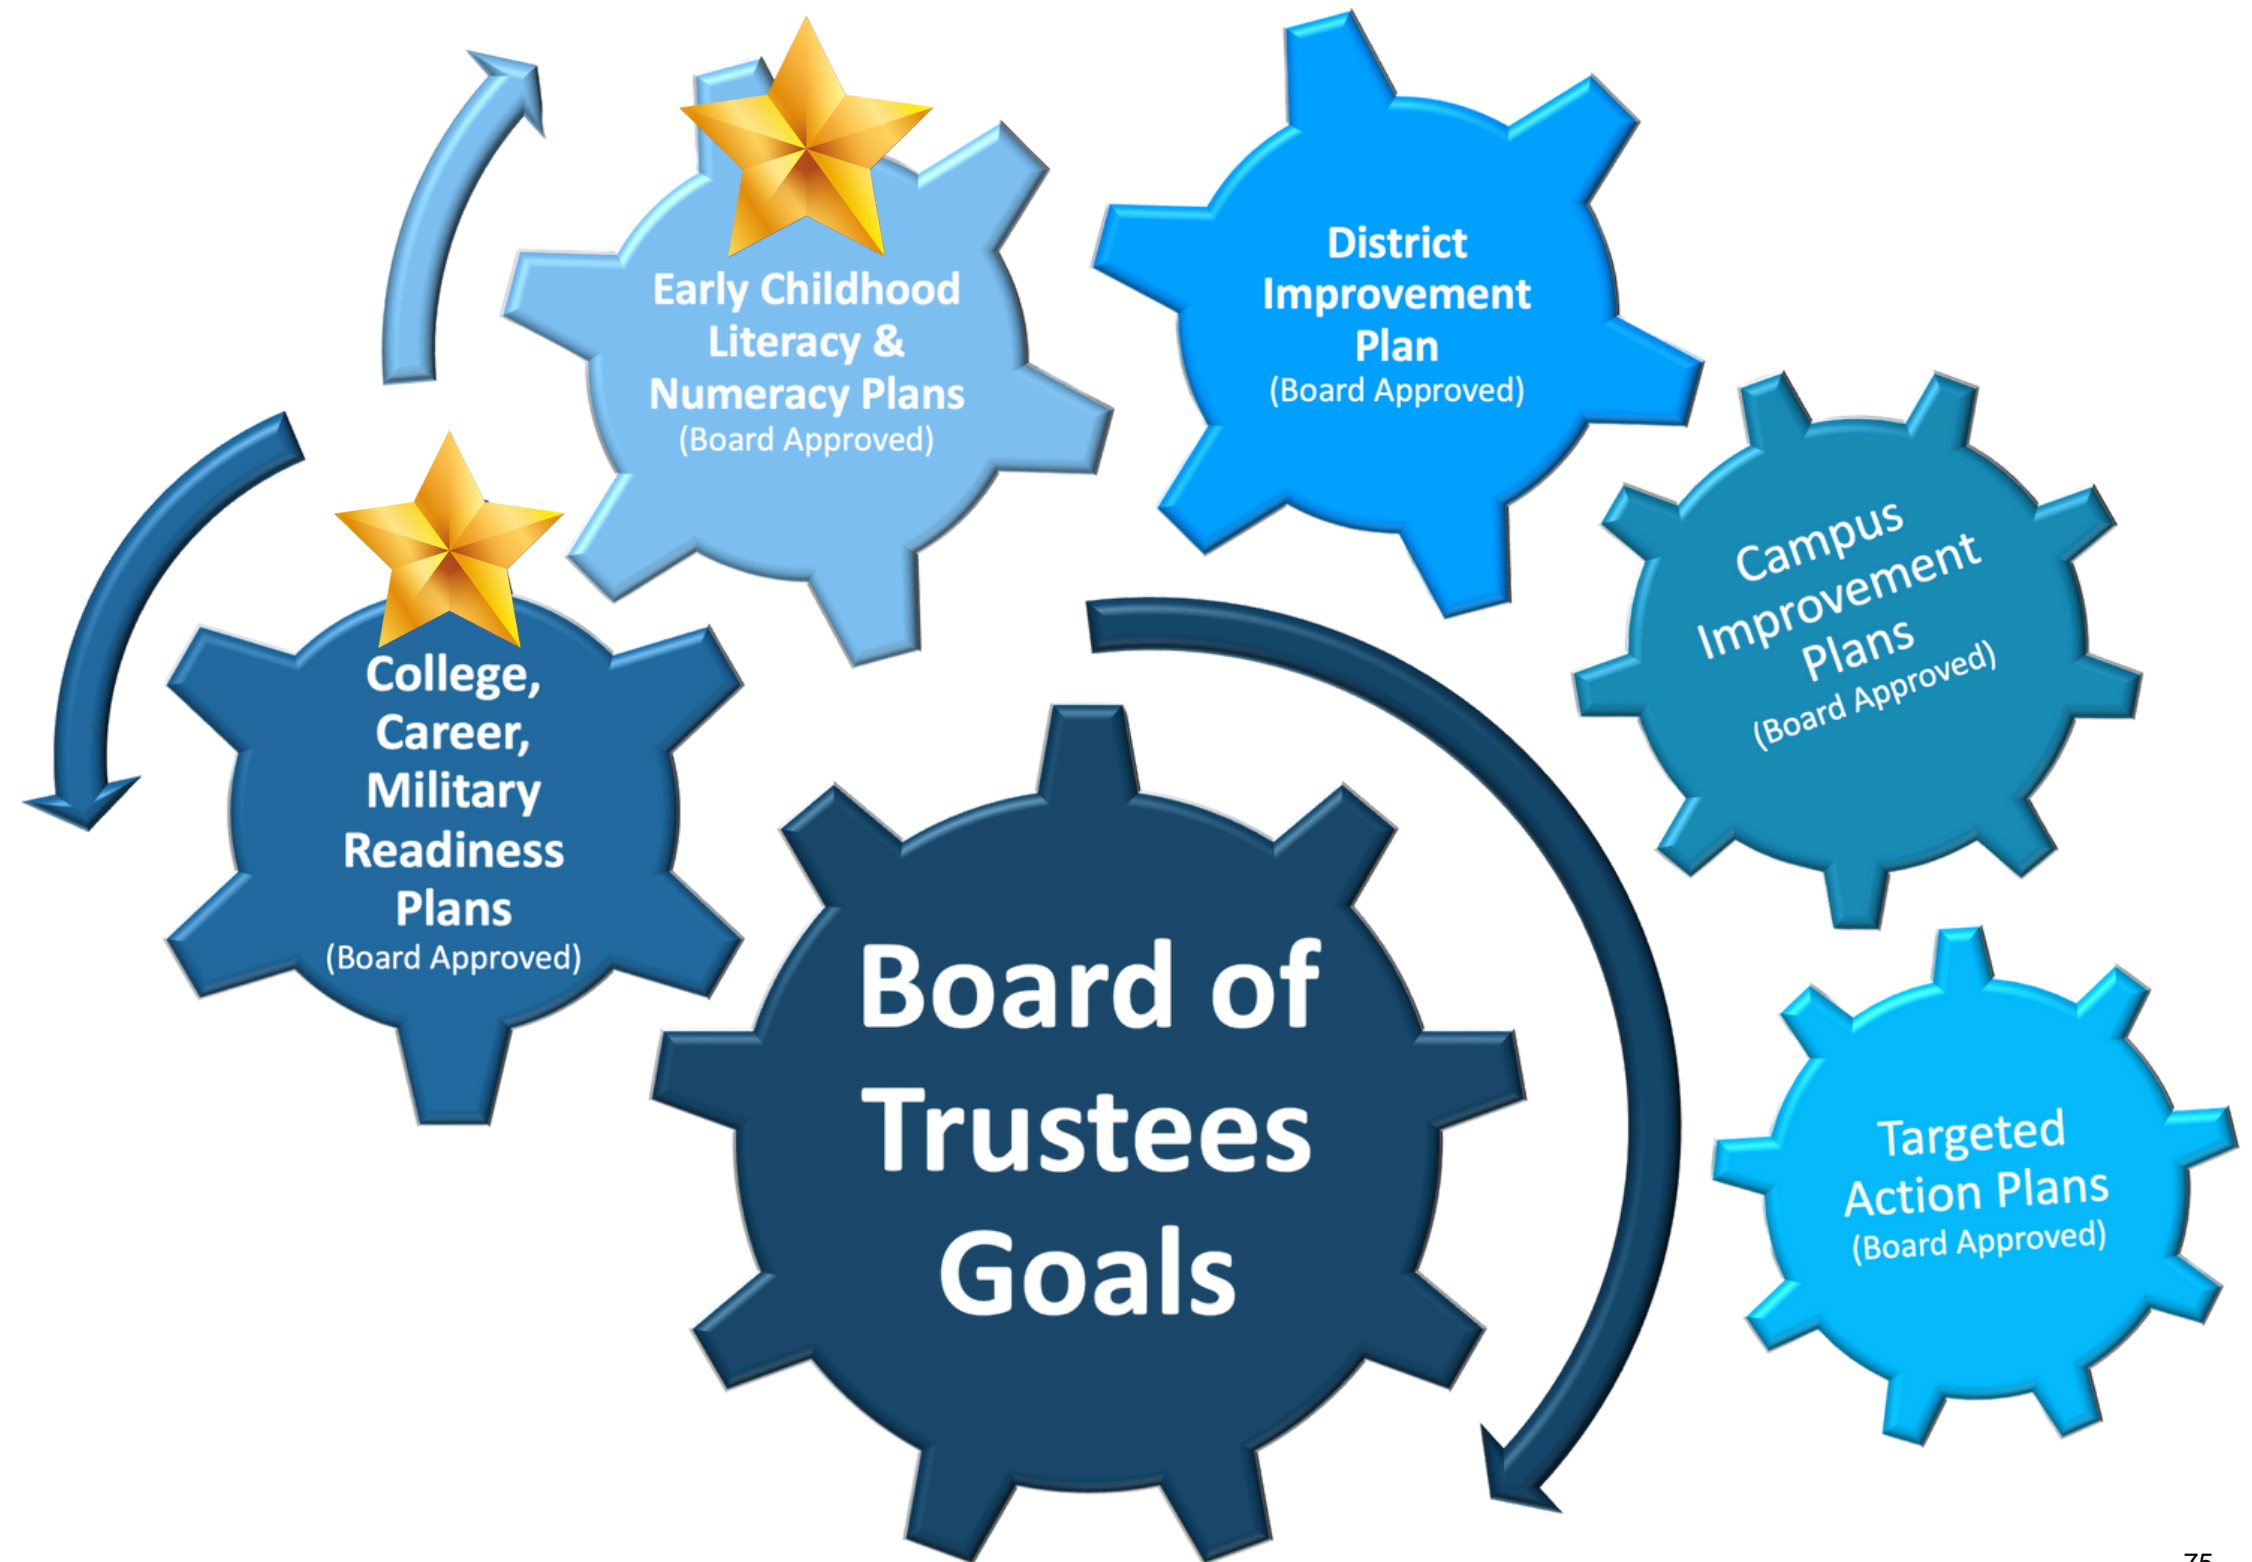 Early Childhood
Literacy &
Numeracy Plans
(Board Approved)
District
Improvement
Plan
(Board Approved)
Campus
Improvement
Plans
(Board Approved)
College,
Career,
Military
Readiness
Plans
(Board Approved)
Board of
Trustees
Goals
Targeted
Action Plans
(Board Approved)
75